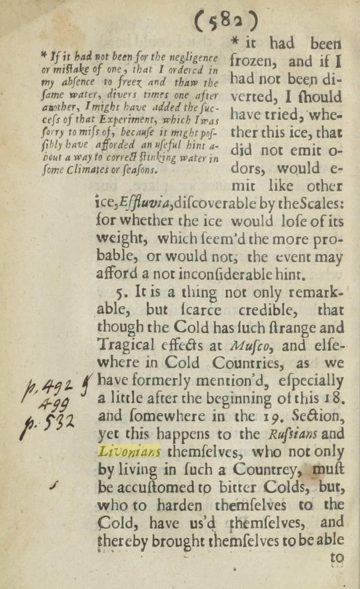 (582)
* If it had not been for the negligence
or miſtake of one, that I ordered in
my abſence to freez and thaw the
ſame water, divers times one after
another, I might have added the ſuc-
ceſs of that Experiment, which I was
ſorry to miſs of, becauſe it might poſ-
ſibly have afforded an uſeful hint a-
bout a way to correct ſtinking water in
ſome Climates or ſeaſons.
* it had been
frozen, and if I
had not been di-
verted, I ſhould
have tried, whe-
ther this ice, that
did not emit o-
dors, would e-
mit like other
ice, Effluvia, diſcoverable by the Scales:
for whether the ice would loſe of its
weight, which ſeem'd the more pro-
bable, or would not, the event may
afford a not inconſiderable hint.
5. It is a thing not only remark-
able, but ſcarce credible, that
though the Cold has ſuch ſtrange and
Tragical effects at Muſco, and elſe-
where in Cold Countries, as we
have formerly mention'd, eſpecially
a little after the beginning of this 18.
and ſomewhere in the 19. Section,
yet this happens to the Ruſſians and
Livonians themſelves, who not only
by living in ſuch a Countrey, muſt
be accuſtomed to bitter Colds, but,
who to harden themſelves to the
Cold, have us'd themſelves, and
thereby brought themſelves to be able
to
p. 492
499
p. 532